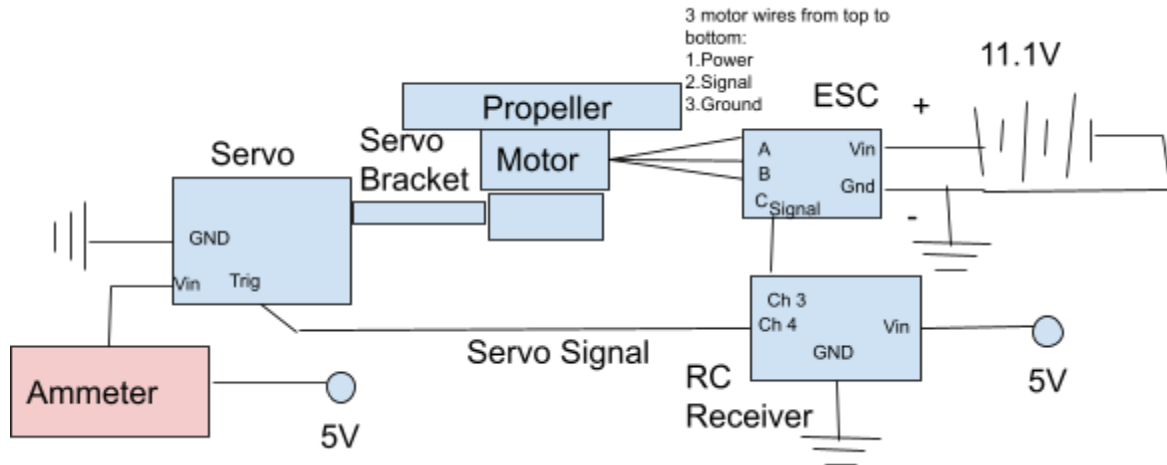 3 motor wires from top to
bottom:
1.Power
2.Signal
3.Ground
11.1V
ESC
+
Propeller
Servo
Servo
Bracket
Motor
A
B
C
Signal
Vin
Gnd
-
GND
Vin
Trig
Ch 3
Ch 4
Vin
GND
Servo Signal
RC
Receiver
5V
Ammeter
5V